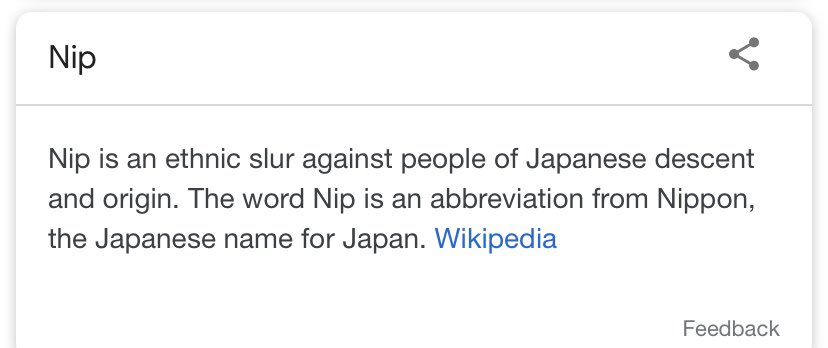 Nip
Nip is an ethnic slur against people of Japanese descent
and origin. The word Nip is an abbreviation from Nippon,
the Japanese name for Japan. Wikipedia
Feedback